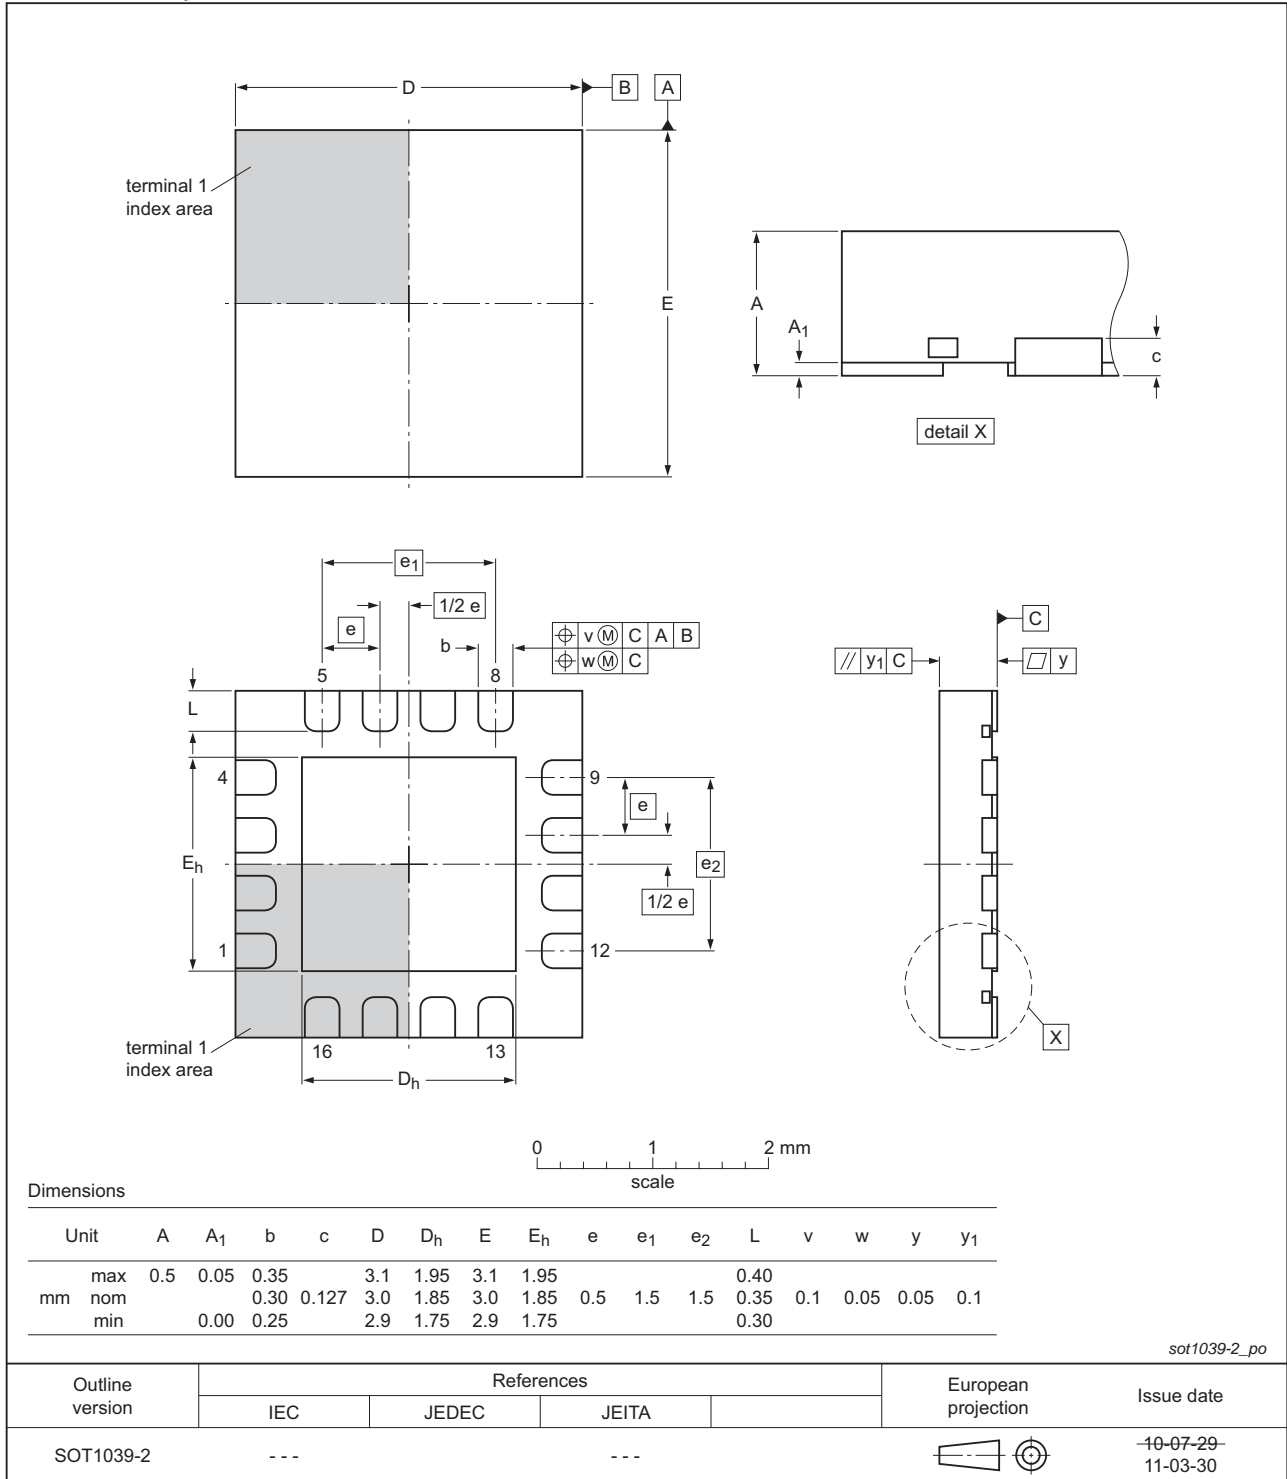 D
B
A
terminal 1
index area
E
A
A1
c
detail X
e1
1/2 e
e
b
v M C A B
w M C
5
8
L
4
9
e
Eh
e2
1/2 e
1
12
terminal 1
index area
16
13
Dh
C
// y1 C
y
X
0 1 2 mm
scale
Dimensions
Unit A A1 b c D Dh E Eh e e1 e2 L v w y y1
max 0.5 0.05 0.35 3.1 1.95 3.1 1.95 0.40
mm nom 0.30 0.127 3.0 1.85 3.0 1.85 0.5 1.5 1.5 0.35 0.1 0.05 0.05 0.1
min 0.00 0.25 2.9 1.75 2.9 1.75 0.30
sot1039-2_po
Outline
version
References
IEC JEDEC JEITA
European
projection
Issue date
SOT1039-2 - - - - - -
10-07-29
11-03-30